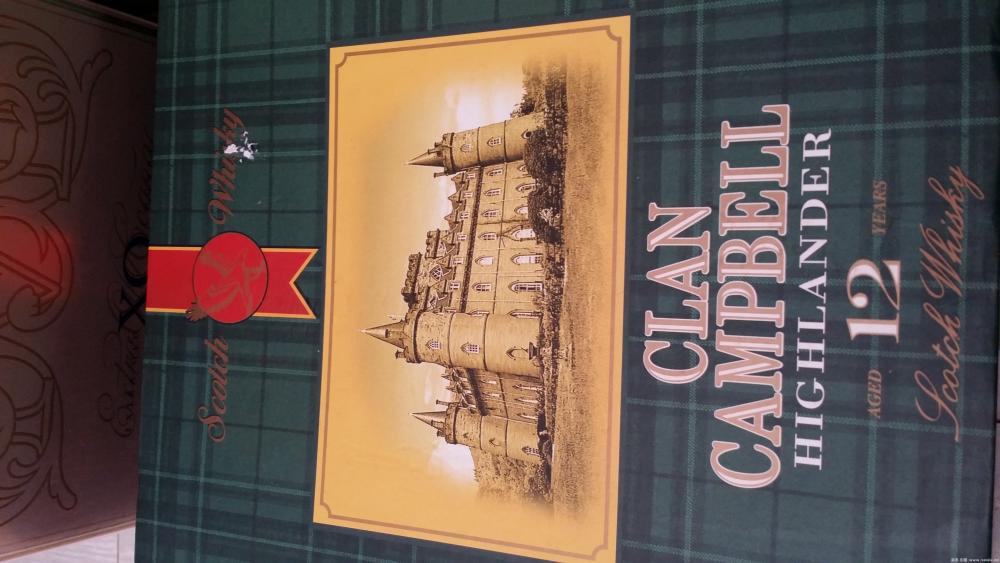 Scotch Whisky
CLAN
CAMPBELL
HIGHLANDER
AGED 12 YEARS
Scotch Whisky
XO